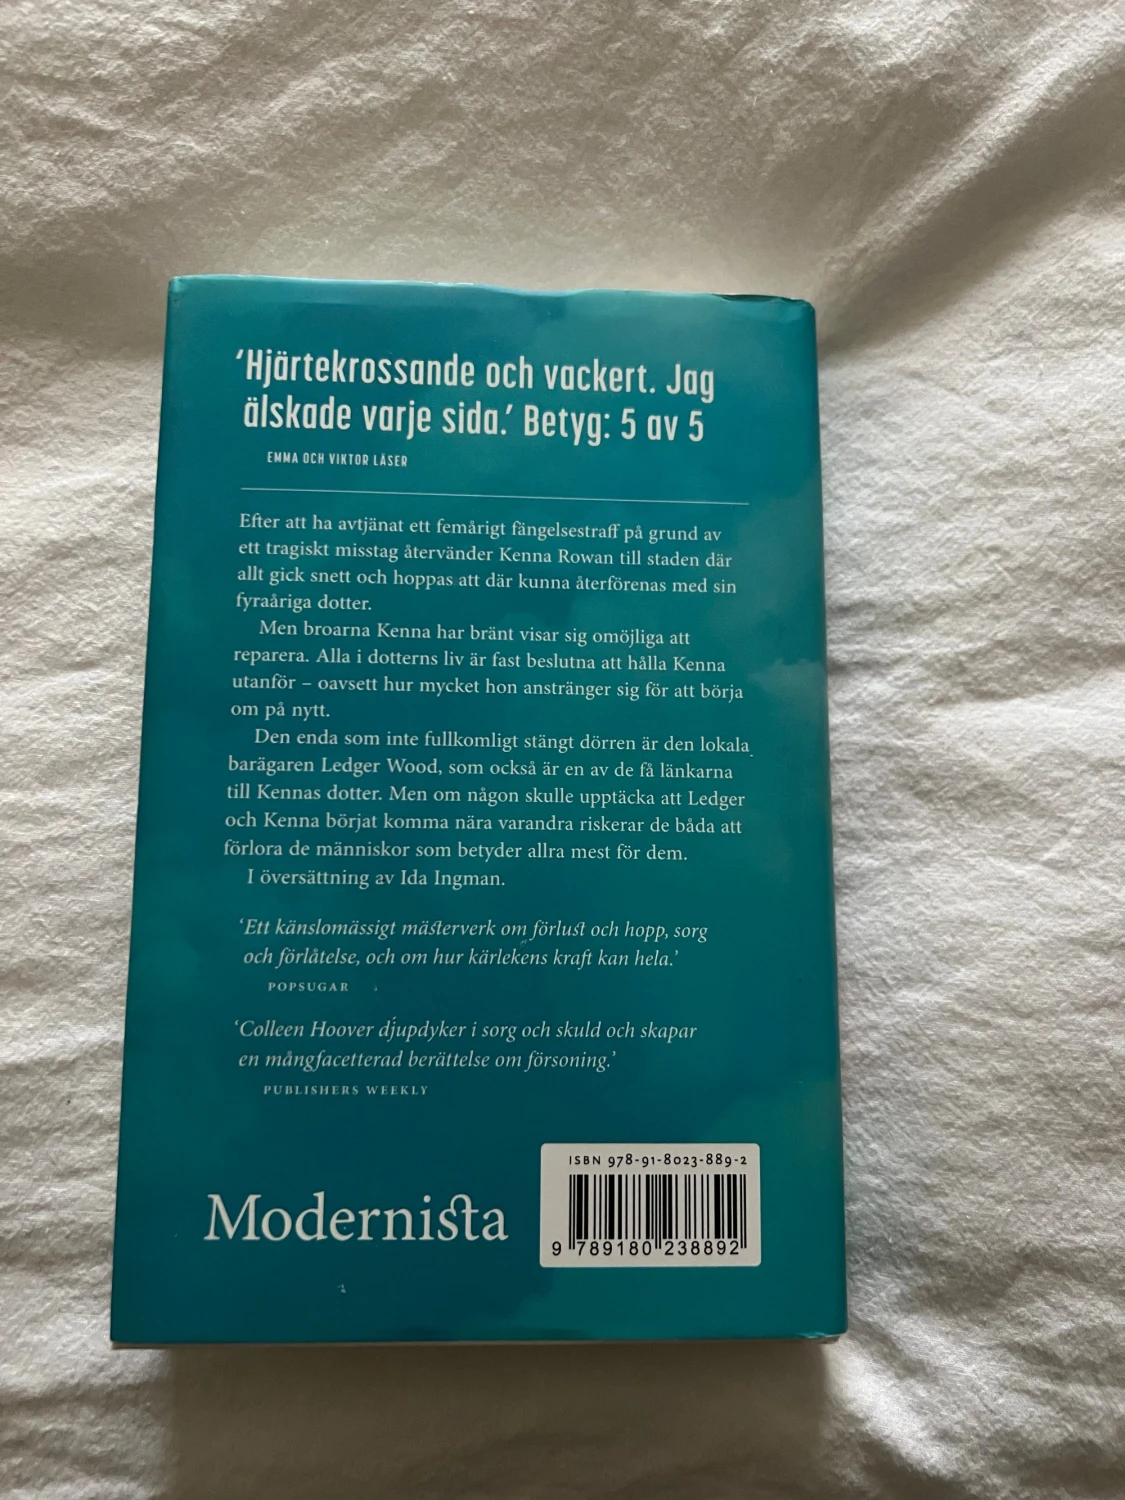 ‘Hjärtekrossande och vackert. Jag
älskade varje sida.’ Betyg: 5 av 5
EMMA OCH VIKTOR LÄSER
Efter att ha avtjänat ett femårigt fängelsestraff på grund av
ett tragiskt misstag återvänder Kenna Rowan till staden där
allt gick snett och hoppas att där kunna återförenas med sin
fyraåriga dotter.
Men broarna Kenna har bränt visar sig omöjliga att
reparera. Alla i dotterns liv är fast beslutna att hålla Kenna
utanför – oavsett hur mycket hon anstränger sig för att börja
om på nytt.
Den enda som inte fullkomligt stängt dörren är den lokala
barägaren Ledger Wood, som också är en av de få länkarna
till Kennas dotter. Men om någon skulle upptäcka att Ledger
och Kenna börjat komma nära varandra riskerar de båda att
förlora de människor som betyder allra mest för dem.
I översättning av Ida Ingman.
‘Ett känslomässigt mästerverk om förlust och hopp, sorg
och förlåtelse, och om hur kärlekens kraft kan hela.’
POPSUGAR
‘Colleen Hoover djupdyker i sorg och skuld och skapar
en mångfacetterad berättelse om försoning.’
PUBLISHERS WEEKLY
Modernista
ISBN 978-91-8023-889-2
9 789180 238892